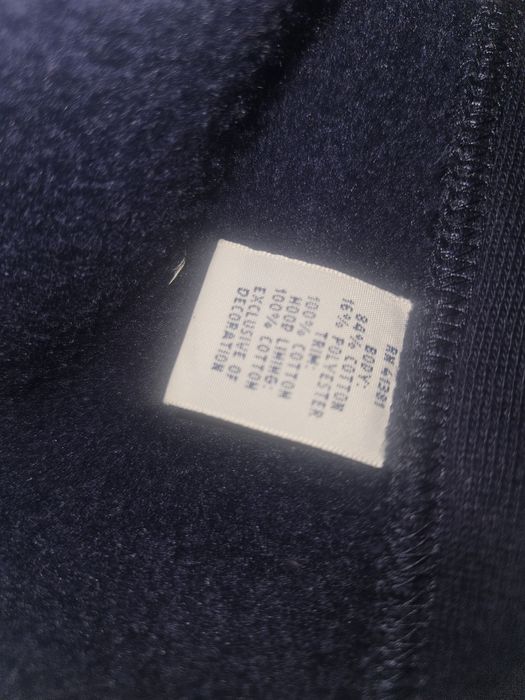 RN 41381
BODY:
84% COTTON
16% POLYESTER
TRIM:
100% COTTON
HOOD LINING:
100% COTTON
EXCLUSIVE OF
DECORATION